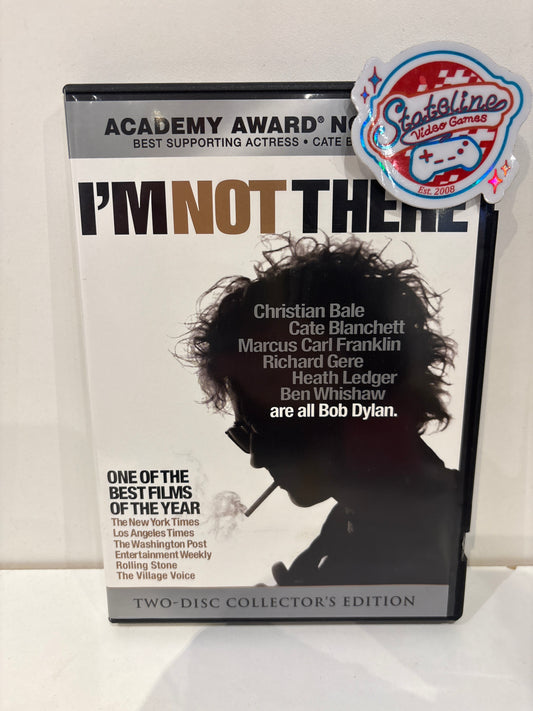 ACADEMY AWARD® NO
BEST SUPPORTING ACTRESS • CATE B
I'M NOT THERE
Stateline
Video Games
Est. 2008
Christian Bale
Cate Blanchett
Marcus Carl Franklin
Richard Gere
Heath Ledger
Ben Whishaw
are all Bob Dylan.
ONE OF THE
BEST FILMS
OF THE YEAR
The New York Times
Los Angeles Times
The Washington Post
Entertainment Weekly
Rolling Stone
The Village Voice
TWO-DISC COLLECTOR'S EDITION